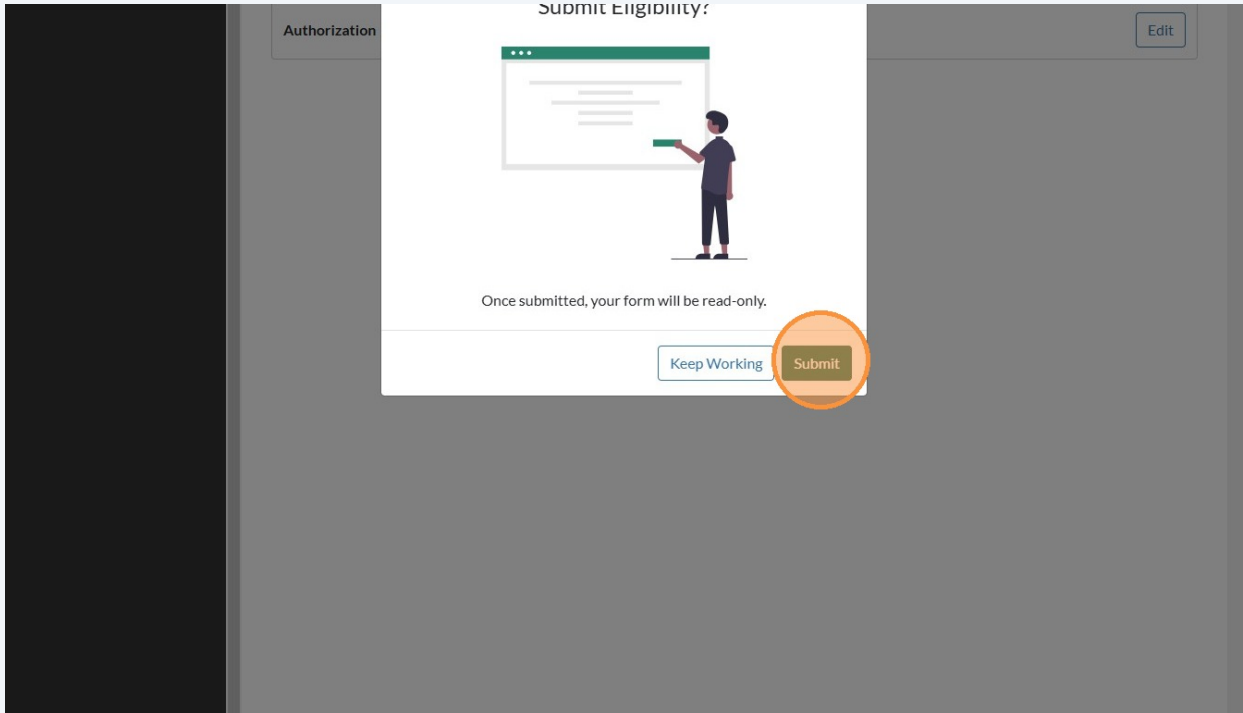 Submit Eligibility?
Authorization
Edit
Once submitted, your form will be read-only.
Keep Working
Submit